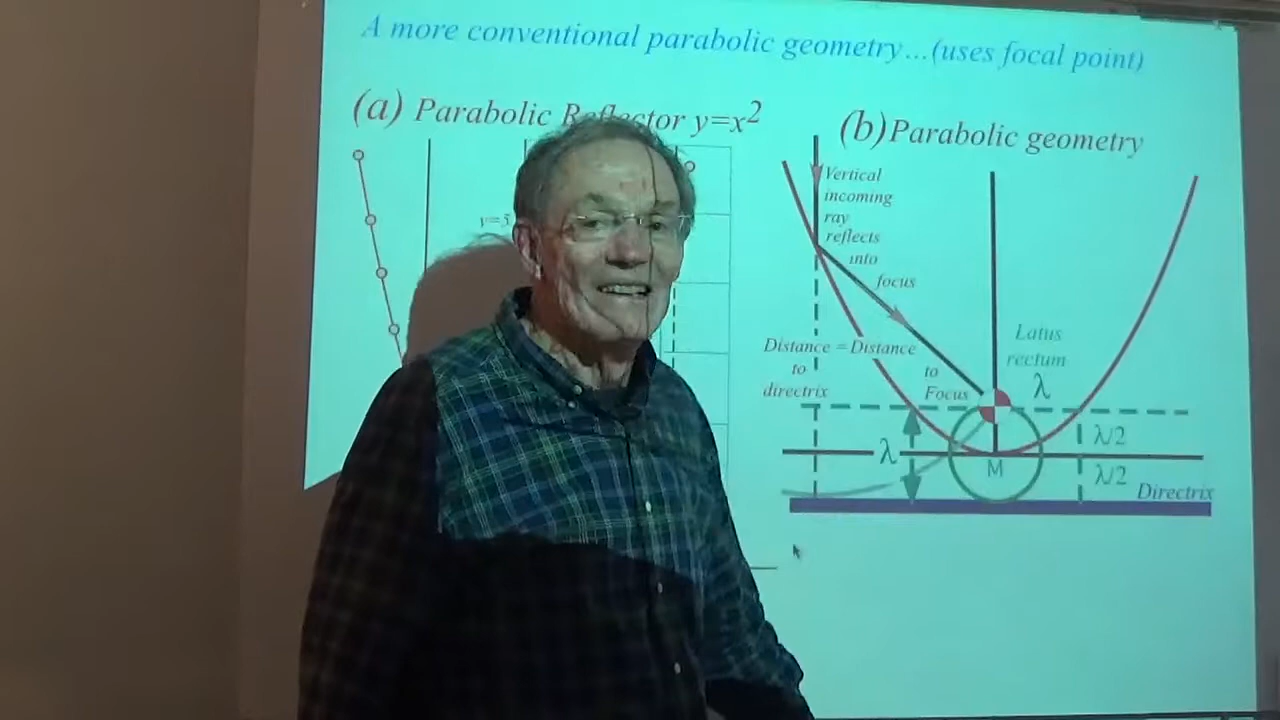 A more conventional parabolic geometry...(uses focal point)
(a) Parabolic Reflector y=x2
(b)Parabolic geometry
y=5
Vertical
incoming
ray
reflects
into
focus
Distance = Distance
to
directrix
to
Focus
Latus
rectum
λ
λ
λ/2
M
λ/2
Directrix